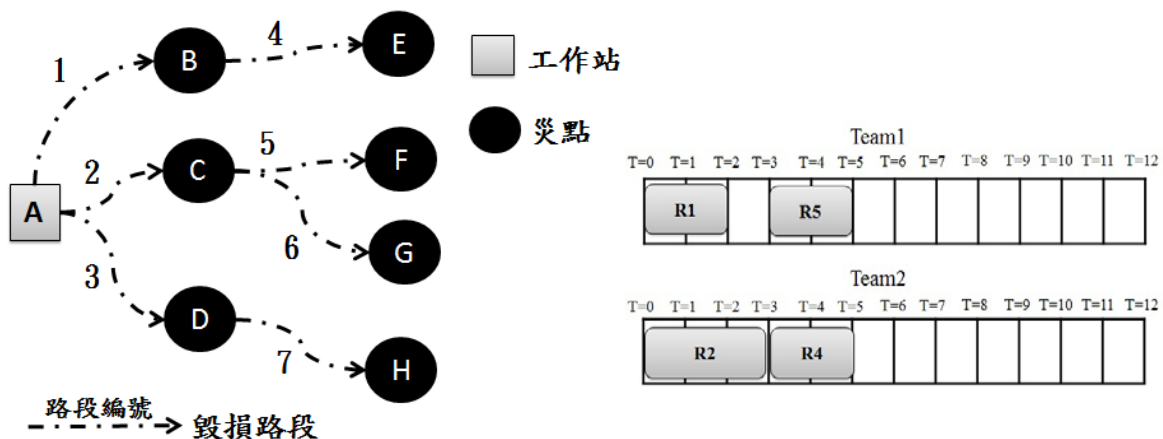 1
B
4
E
工作站
2
C
5
F
災點
A
6
G
3
D
7
H
路段編號
毀損路段
Team1
T=0 T=1 T=2 T=3 T=4 T=5 T=6 T=7 T=8 T=9 T=10 T=11 T=12
R1 R5
Team2
T=0 T=1 T=2 T=3 T=4 T=5 T=6 T=7 T=8 T=9 T=10 T=11 T=12
R2 R4